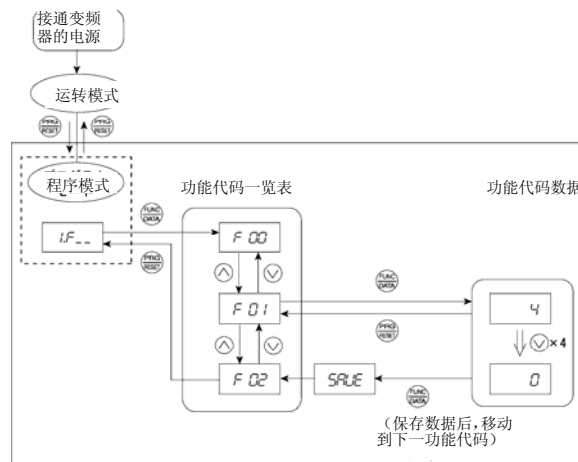 接通变频
器的电源
运转模式
PRG
RESET
PRG
RESET
程序模式
功能代码一览表
功能代码数据
FUNC
DATA
1.F__
F 00
PRG
RESET
FUNC
DATA
F 01
4
PRG
RESET
×4
F 02
SAVE
0
FUNC
DATA
（保存数据后,移动
到下一功能代码）